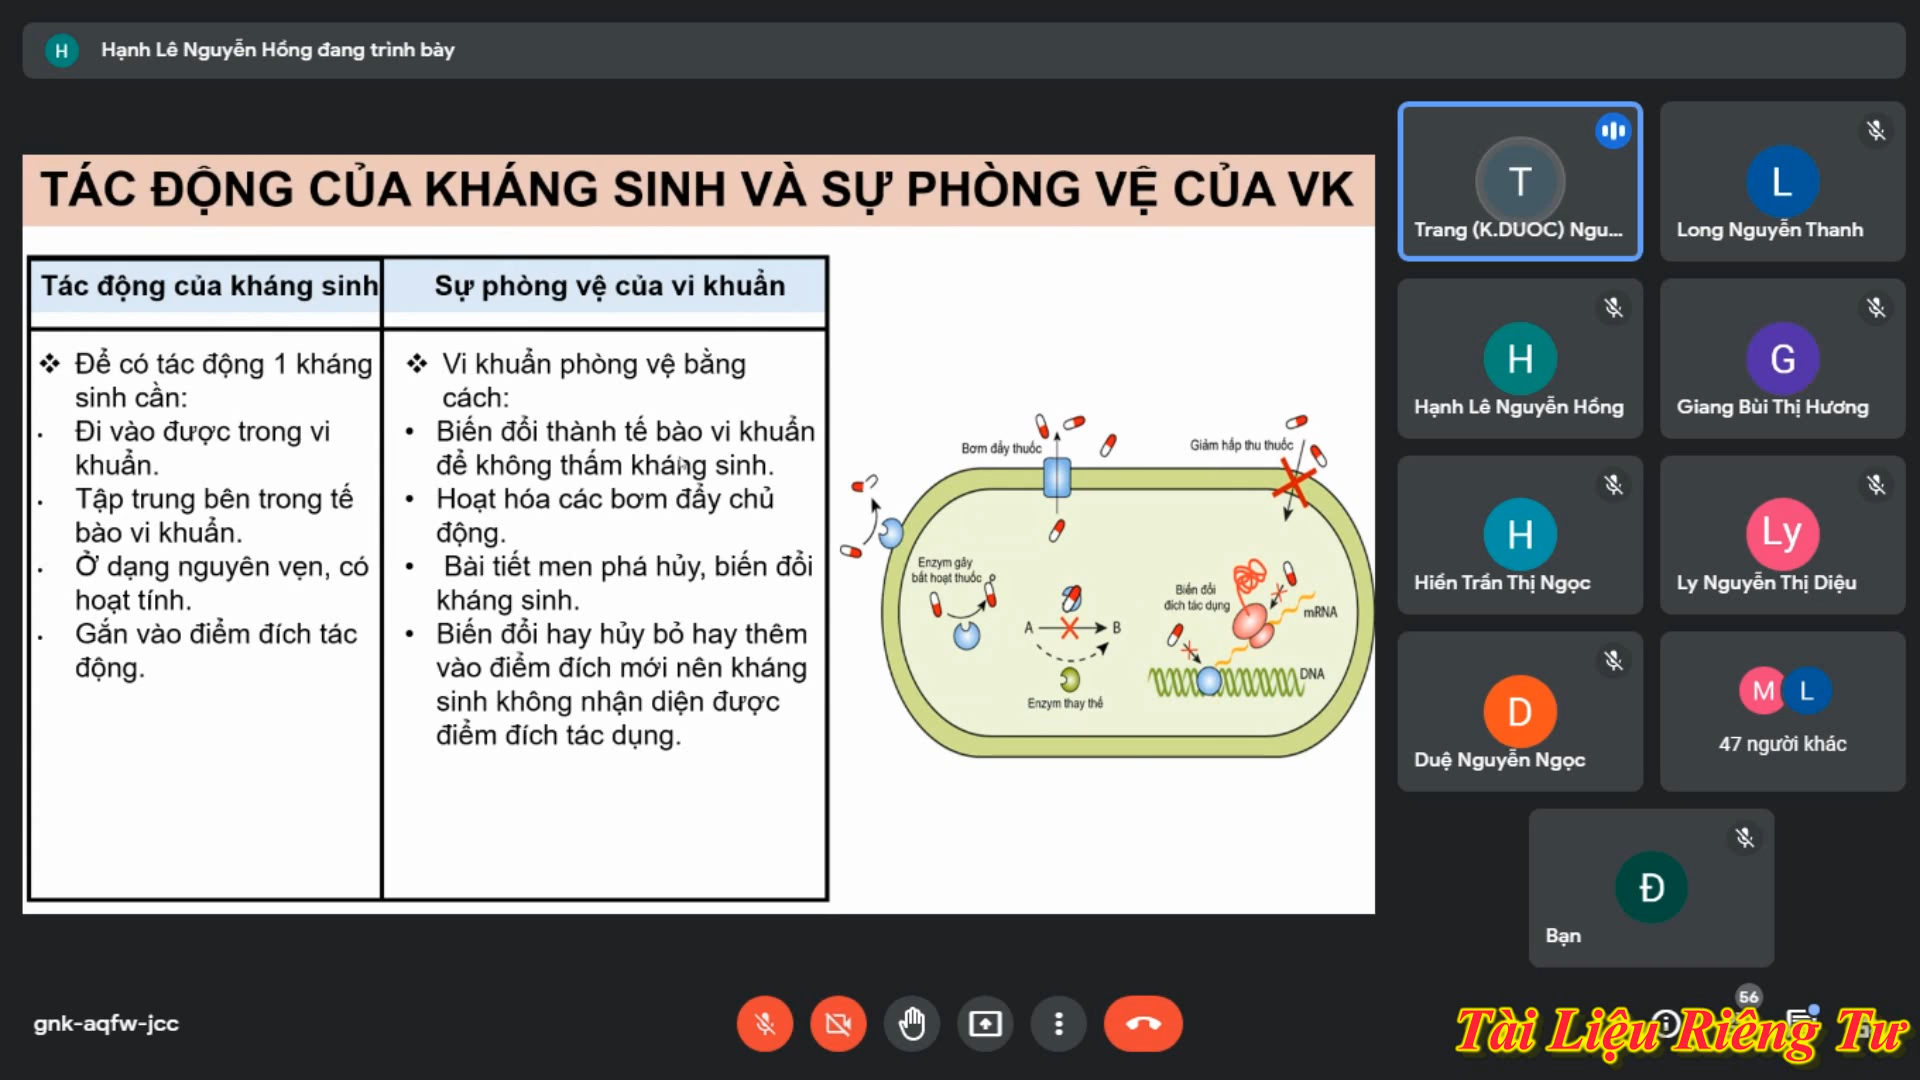 H
Hạnh Lê Nguyễn Hồng đang trình bày
TÁC ĐỘNG CỦA KHÁNG SINH VÀ SỰ PHÒNG VỆ CỦA VK
Tác động của kháng sinh
❖ Để có tác động 1 kháng
sinh cần:
· Đi vào được trong vi
khuẩn.
· Tập trung bên trong tế
bào vi khuẩn.
· Ở dạng nguyên vẹn, có
hoạt tính.
· Gắn vào điểm đích tác
động.
Sự phòng vệ của vi khuẩn
❖ Vi khuẩn phòng vệ bằng
cách:
• Biến đổi thành tế bào vi khuẩn
để không thấm kháng sinh.
• Hoạt hóa các bơm đẩy chủ
động.
• Bài tiết men phá hủy, biến đổi
kháng sinh.
• Biến đổi hay hủy bỏ hay thêm
vào điểm đích mới nên kháng
sinh không nhận diện được
điểm đích tác dụng.
Bơm đẩy thuốc
Giảm hấp thu thuốc
Enzym gây
bất hoạt thuốc
A
B
Enzym thay thế
Biến đổi
đích tác dụng
mRNA
DNA
T
Trang (K.DUOC) Ngu...
L
Long Nguyễn Thanh
H
Hạnh Lê Nguyễn Hồng
G
Giang Bùi Thị Hương
H
Hiền Trần Thị Ngọc
Ly
Ly Nguyễn Thị Diệu
D
Duệ Nguyễn Ngọc
M
L
47 người khác
Đ
Bạn
gnk-aqfw-jcc
56
Tài Liệu Riêng Tư